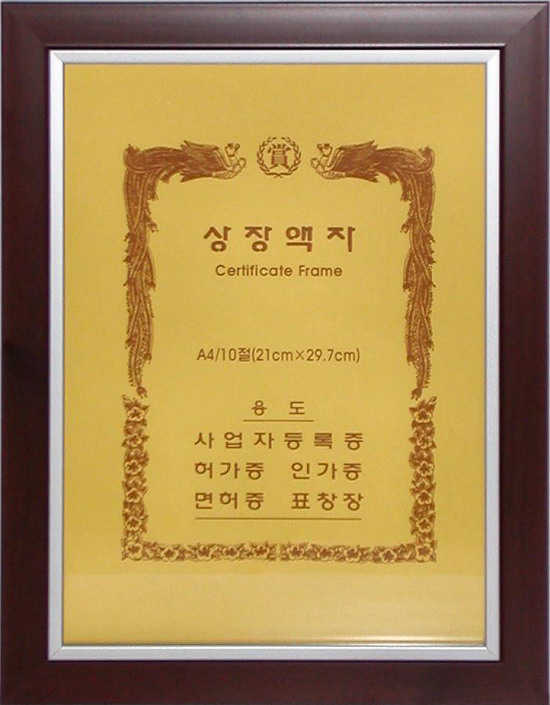 賞
상장액자
Certificate Frame
A4/10절(21cm×29.7cm)
용 도
사업자등록증
허가증 인가증
면허증 표창장